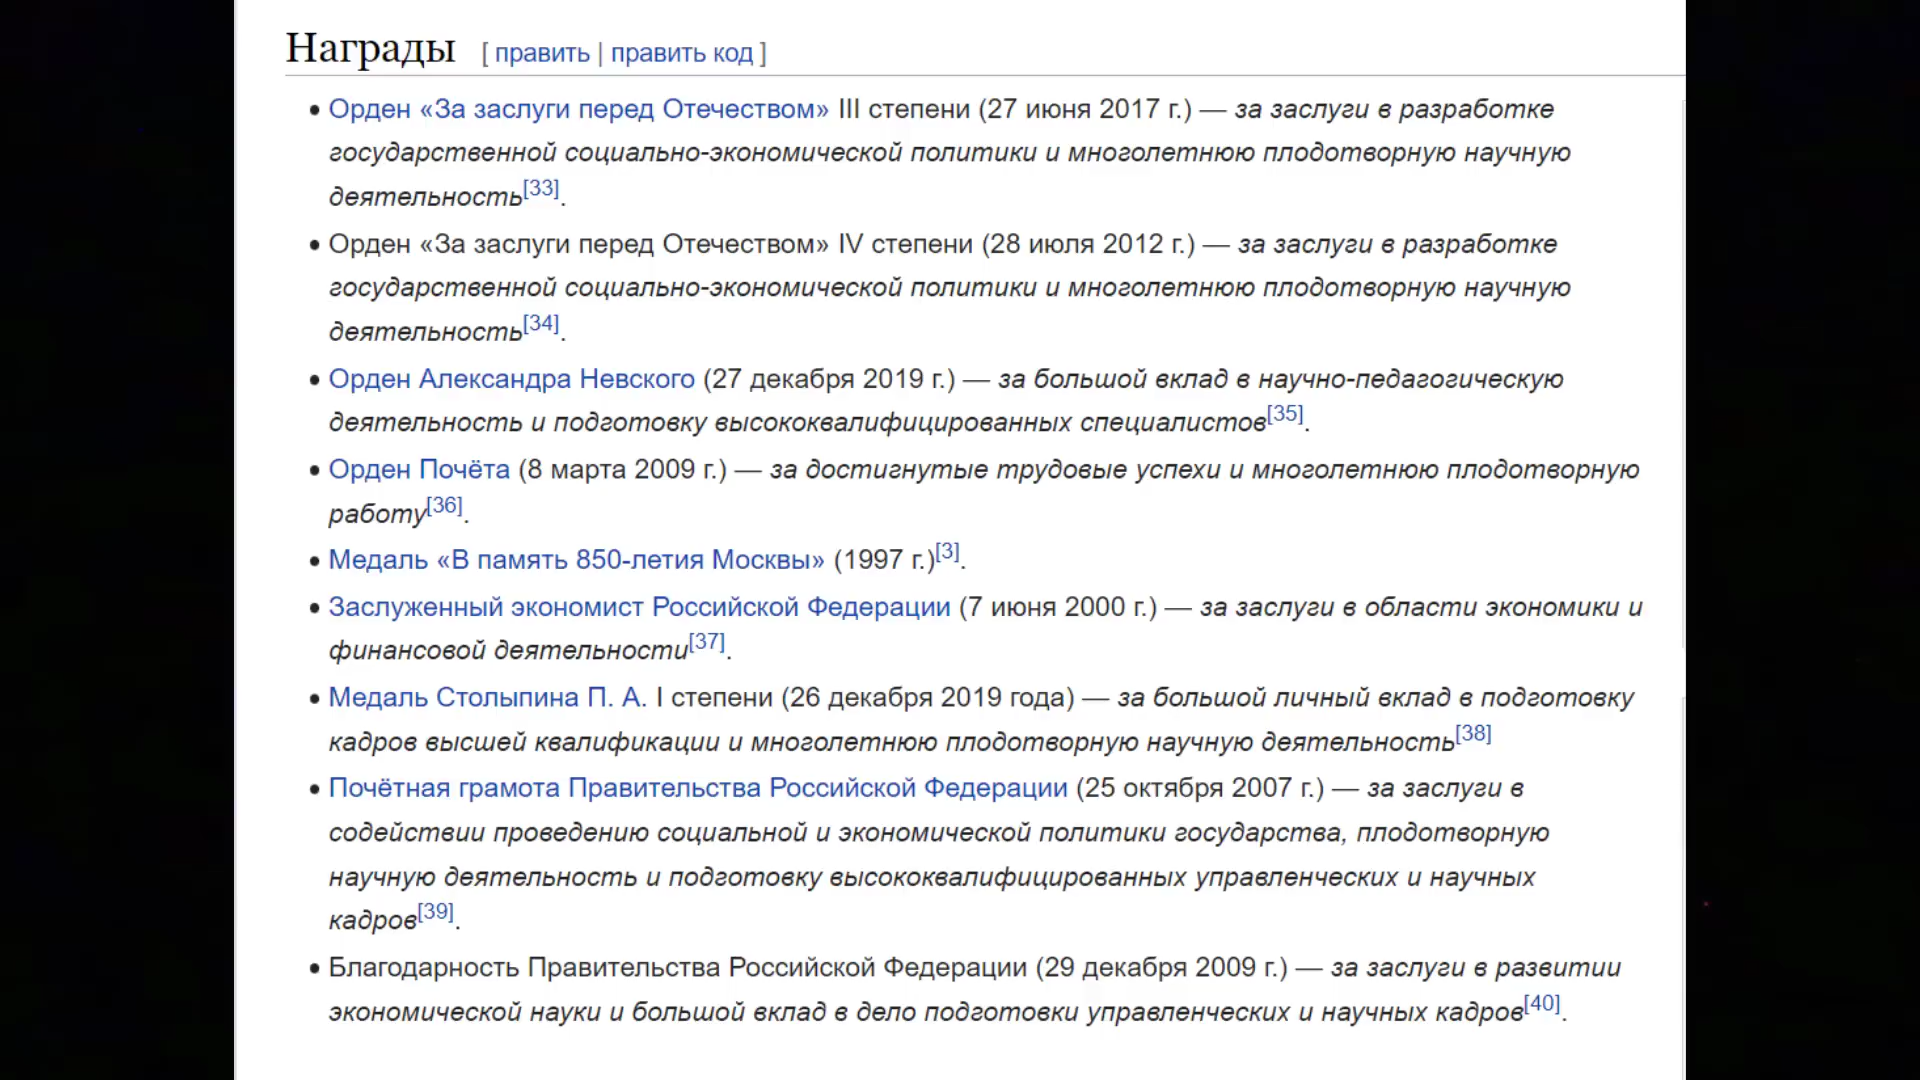 Награды [ править | править код ]
• Орден «За заслуги перед Отечеством» III степени (27 июня 2017 г.) — за заслуги в разработке
государственной социально-экономической политики и многолетнюю плодотворную научную
деятельность[33].
• Орден «За заслуги перед Отечеством» IV степени (28 июля 2012 г.) — за заслуги в разработке
государственной социально-экономической политики и многолетнюю плодотворную научную
деятельность[34].
• Орден Александра Невского (27 декабря 2019 г.) — за большой вклад в научно-педагогическую
деятельность и подготовку высококвалифицированных специалистов[35].
• Орден Почёта (8 марта 2009 г.) — за достигнутые трудовые успехи и многолетнюю плодотворную
работу[36].
• Медаль «В память 850-летия Москвы» (1997 г.)[3].
• Заслуженный экономист Российской Федерации (7 июня 2000 г.) — за заслуги в области экономики и
финансовой деятельности[37].
• Медаль Столыпина П. А. I степени (26 декабря 2019 года) — за большой личный вклад в подготовку
кадров высшей квалификации и многолетнюю плодотворную научную деятельность[38]
• Почётная грамота Правительства Российской Федерации (25 октября 2007 г.) — за заслуги в
содействии проведению социальной и экономической политики государства, плодотворную
научную деятельность и подготовку высококвалифицированных управленческих и научных
кадров[39].
• Благодарность Правительства Российской Федерации (29 декабря 2009 г.) — за заслуги в развитии
экономической науки и большой вклад в дело подготовки управленческих и научных кадров[40].